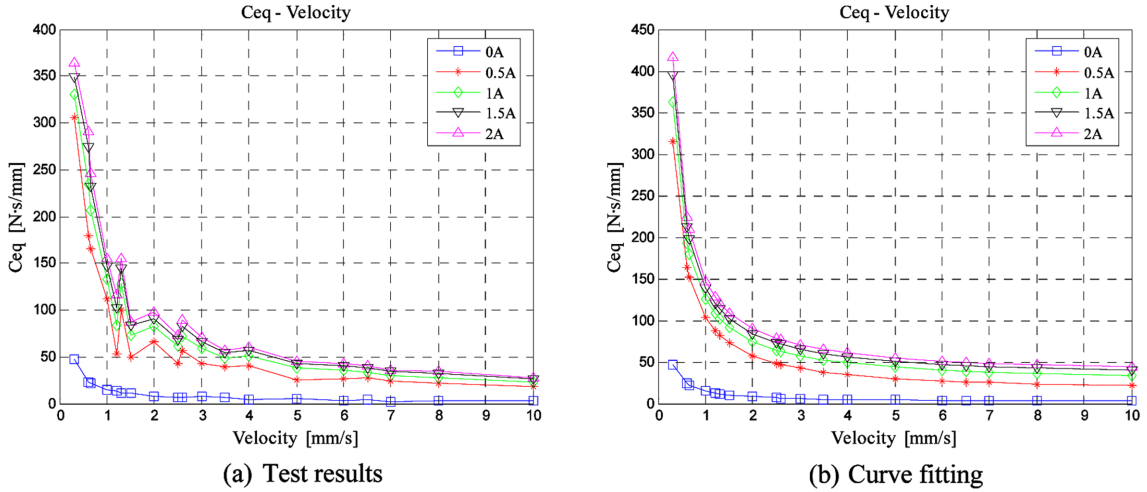 Ceq - Velocity
400
350
300
250
200
150
100
50
0
Ceq [N·s/mm]
0 1 2 3 4 5 6 7 8 9 10
Velocity [mm/s]
0A
0.5A
1A
1.5A
2A
(a) Test results
Ceq - Velocity
450
400
350
300
250
200
150
100
50
0
Ceq [N·s/mm]
0 1 2 3 4 5 6 7 8 9 10
Velocity [mm/s]
0A
0.5A
1A
1.5A
2A
(b) Curve fitting